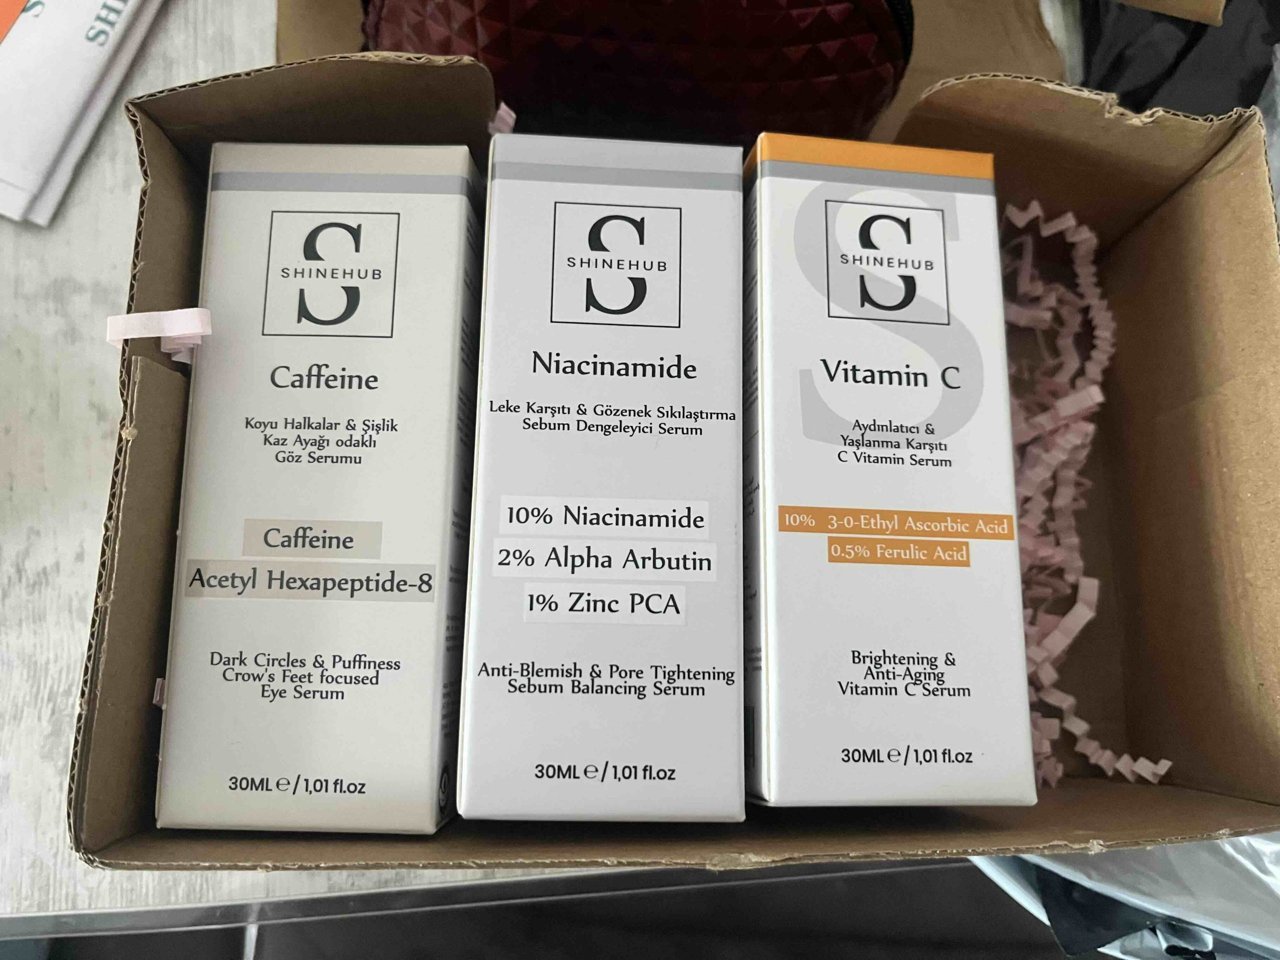 SHI
S
SHINEHUB
Caffeine
Koyu Halkalar & Şişlik
Kaz Ayağı odaklı
Göz Serumu
Caffeine
Acetyl Hexapeptide-8
Dark Circles & Puffiness
Crow's Feet focused
Eye Serum
30ML℮/1,01 fl.oz
S
SHINEHUB
Niacinamide
Leke Karşıtı & Gözenek Sıkılaştırma
Sebum Dengeleyici Serum
10% Niacinamide
2% Alpha Arbutin
1% Zinc PCA
Anti-Blemish & Pore Tightening
Sebum Balancing Serum
30ML℮/1,01 fl.oz
S
SHINEHUB
Vitamin C
Aydınlatıcı &
Yaşlanma Karşıtı
C Vitamin Serum
10% 3-0-Ethyl Ascorbic Acid
0.5% Ferulic Acid
Brightening &
Anti-Aging
Vitamin C Serum
30ML℮/1,01 fl.oz